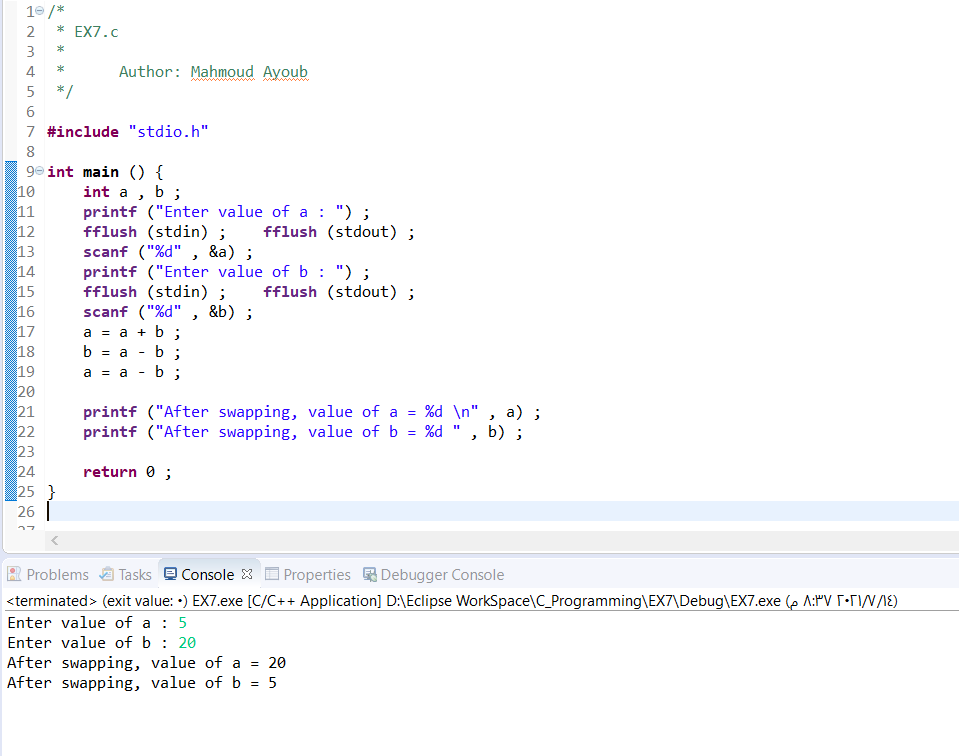 1 /*
2 * EX7.c
3 *
4 * Author: Mahmoud Ayoub
5 */
6
7 #include "stdio.h"
8
9 int main () {
10 int a , b ;
11 printf ("Enter value of a : ") ;
12 fflush (stdin) ; fflush (stdout) ;
13 scanf ("%d" , &a) ;
14 printf ("Enter value of b : ") ;
15 fflush (stdin) ; fflush (stdout) ;
16 scanf ("%d" , &b) ;
17 a = a + b ;
18 b = a - b ;
19 a = a - b ;
20
21 printf ("After swapping, value of a = %d \n" , a) ;
22 printf ("After swapping, value of b = %d " , b) ;
23
24 return 0 ;
25 }
26
27
Problems Tasks Console Properties Debugger Console
<terminated> (exit value: ٠) EX7.exe [C/C++ Application] D:\Eclipse WorkSpace\C_Programming\EX7\Debug\EX7.exe (٨:٣٧ ٢٠٢١/٧/١٤ م)
Enter value of a : 5
Enter value of b : 20
After swapping, value of a = 20
After swapping, value of b = 5